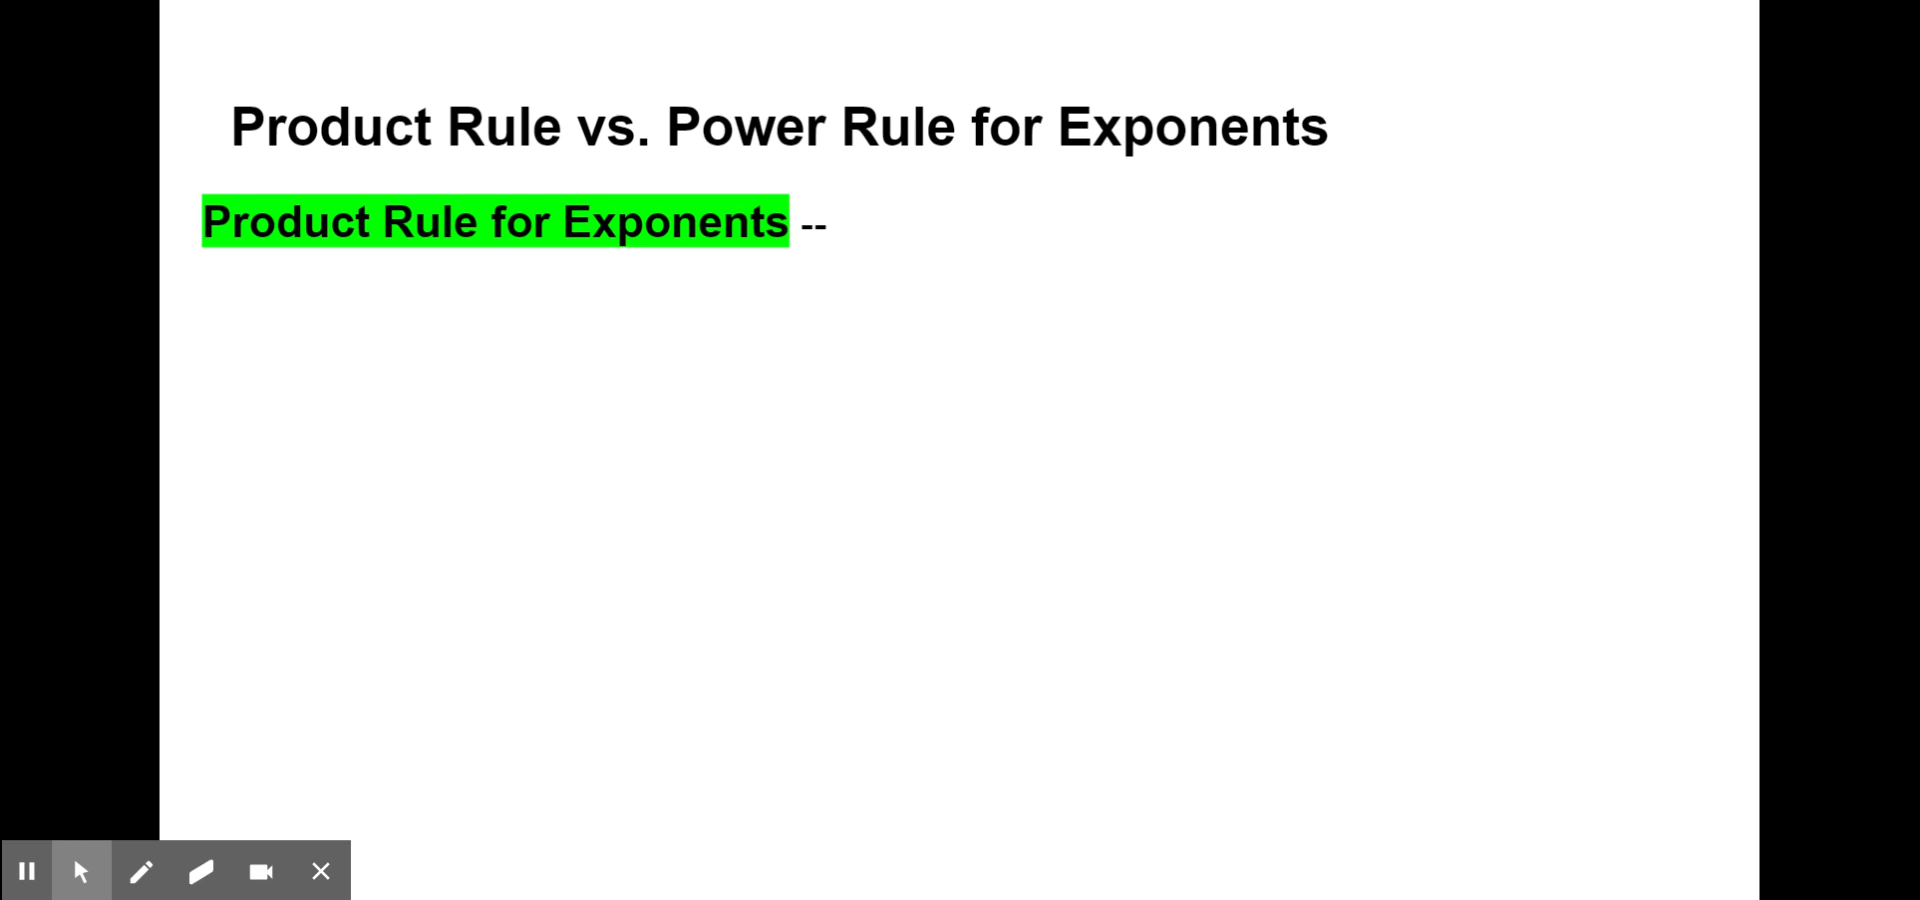 Product Rule vs. Power Rule for Exponents
Product Rule for Exponents --